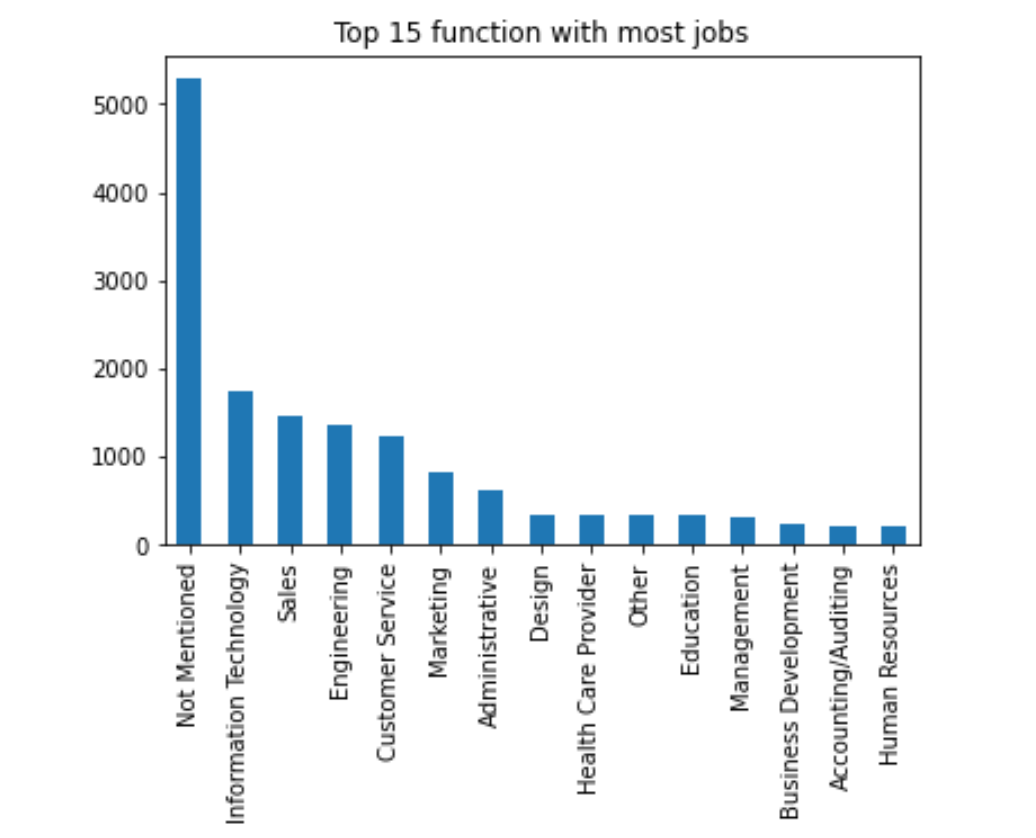 Top 15 function with most jobs
5000
4000
3000
2000
1000
0
Not Mentioned
Information Technology
Sales
Engineering
Customer Service
Marketing
Administrative
Design
Health Care Provider
Other
Education
Management
Business Development
Accounting/Auditing
Human Resources